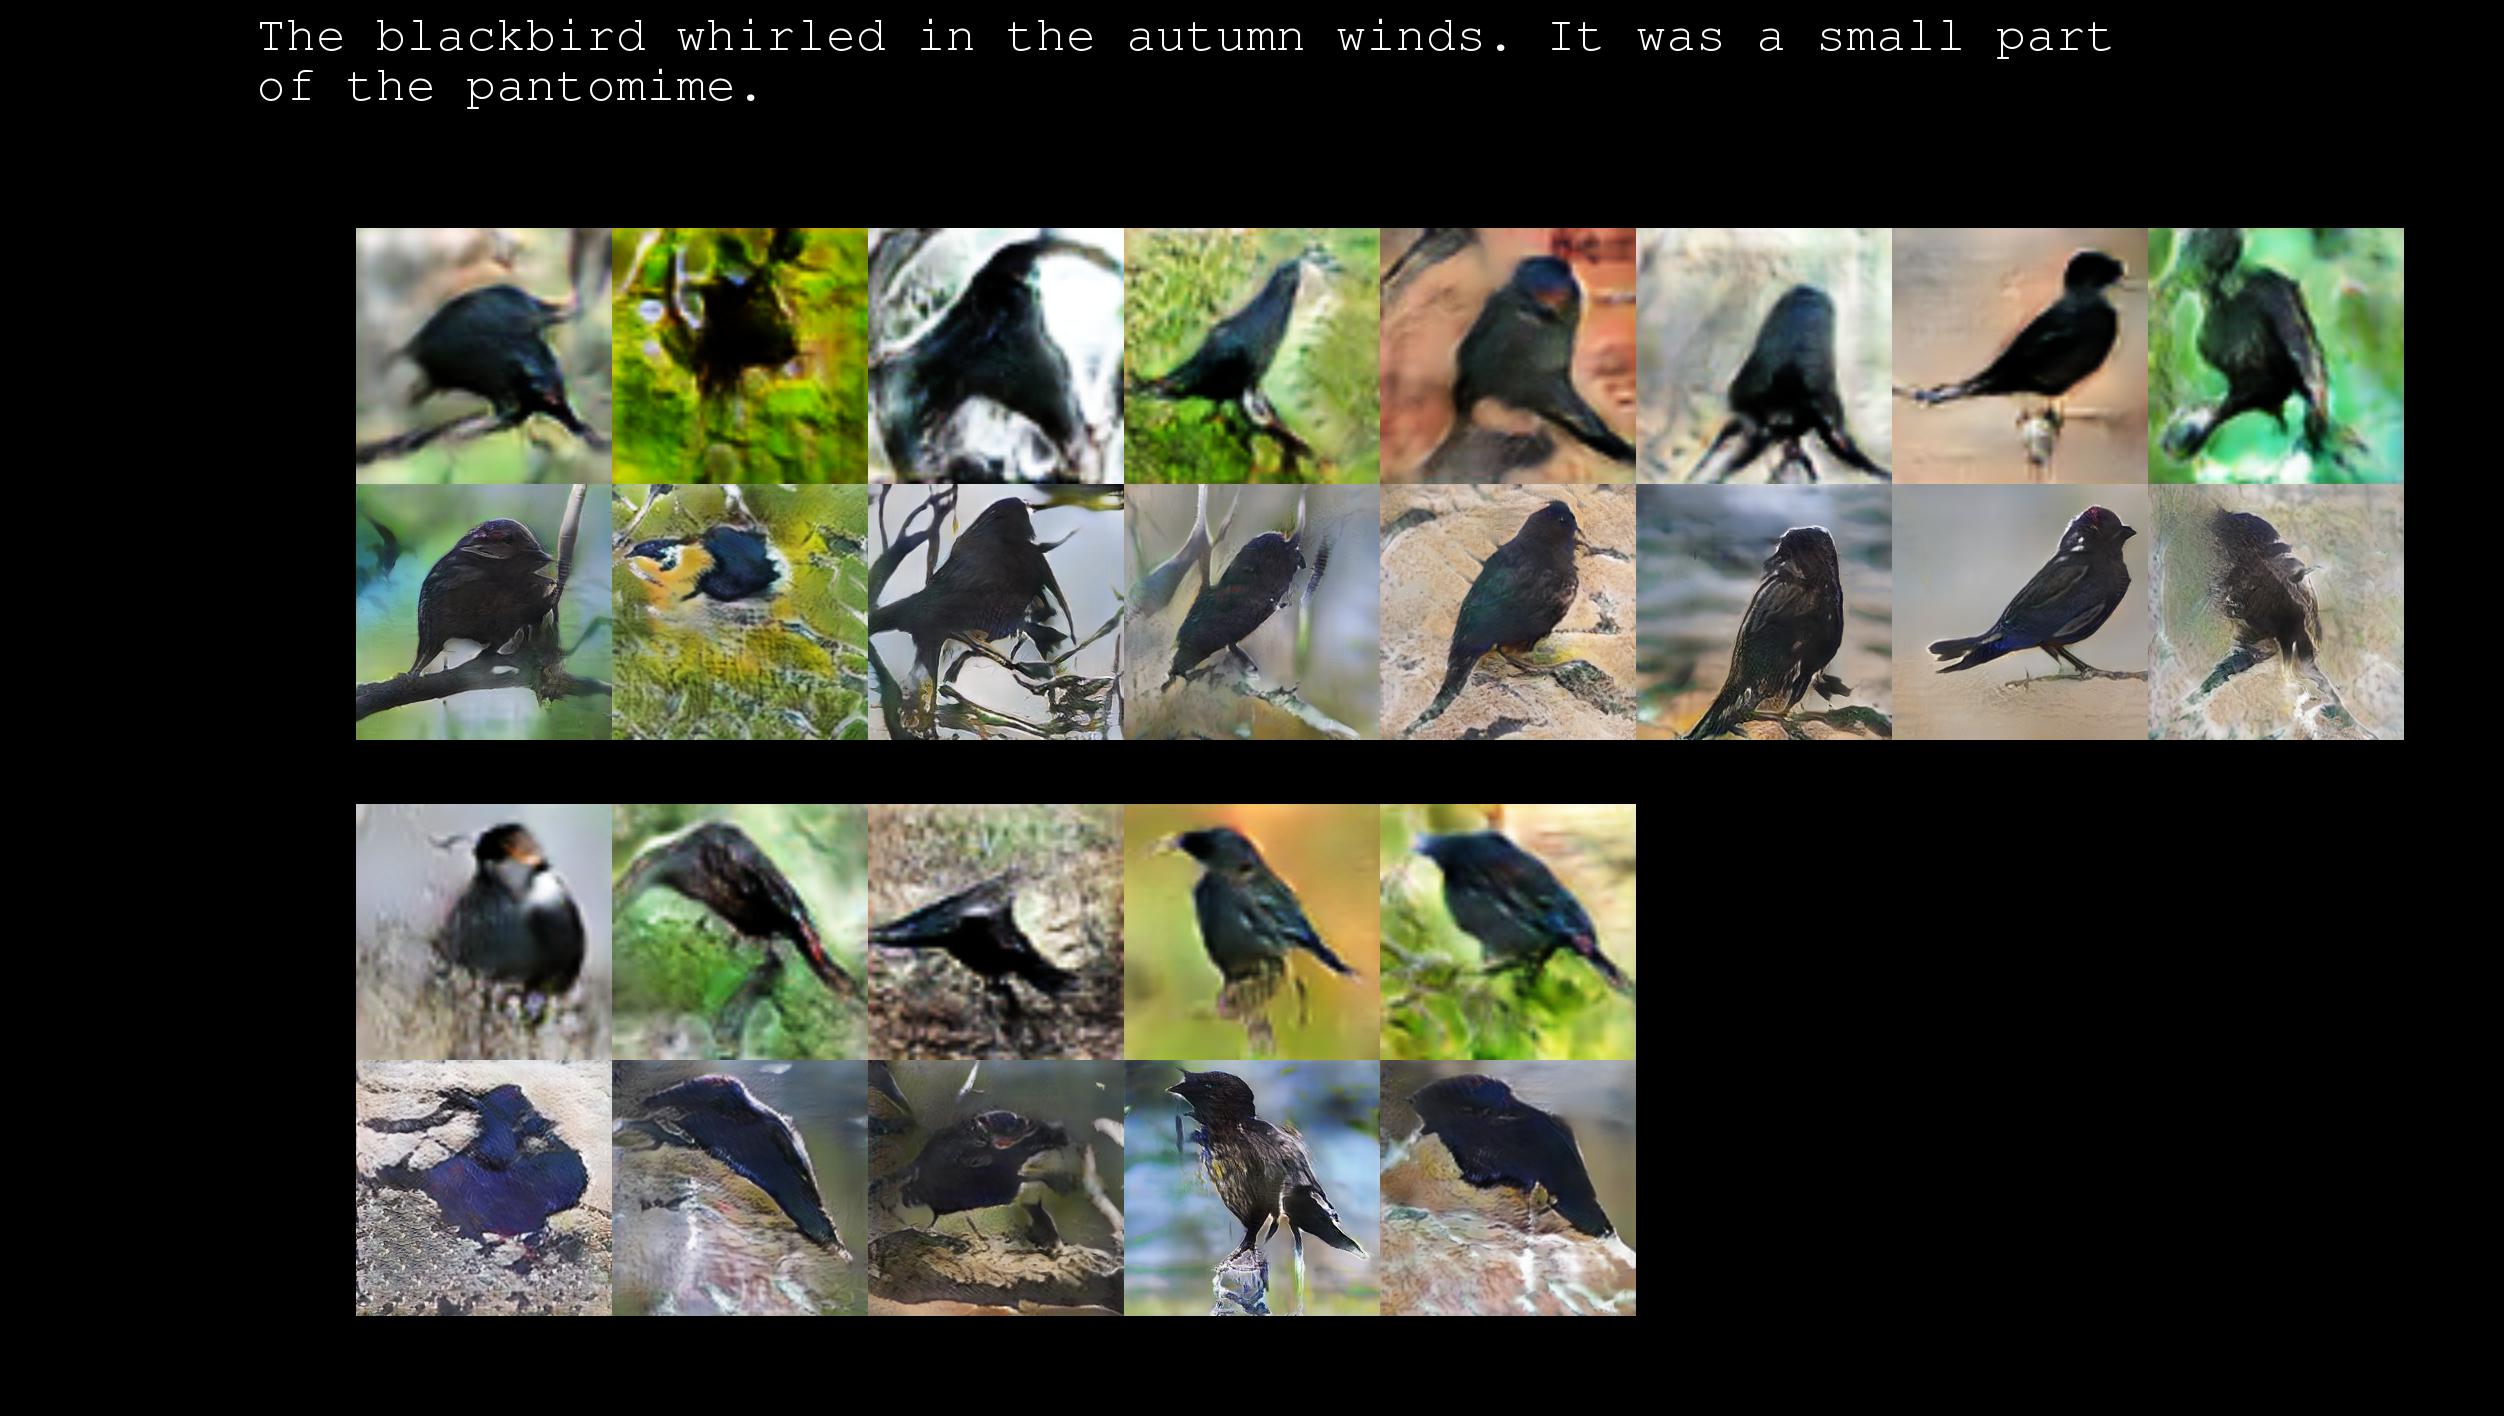 The blackbird whirled in the autumn winds. It was a small part
of the pantomime.